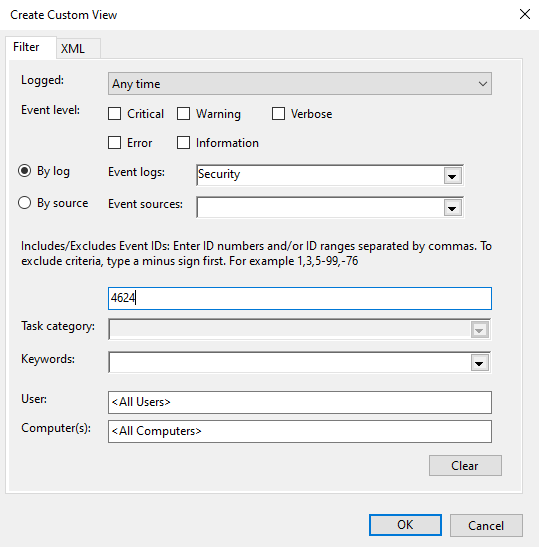 Create Custom View
Filter XML
Logged: Any time
Event level: Critical Warning Verbose
Error Information
By log Event logs: Security
By source Event sources:
Includes/Excludes Event IDs: Enter ID numbers and/or ID ranges separated by commas. To
exclude criteria, type a minus sign first. For example 1,3,5-99,-76
4624
Task category:
Keywords:
User: <All Users>
Computer(s): <All Computers>
Clear
OK Cancel